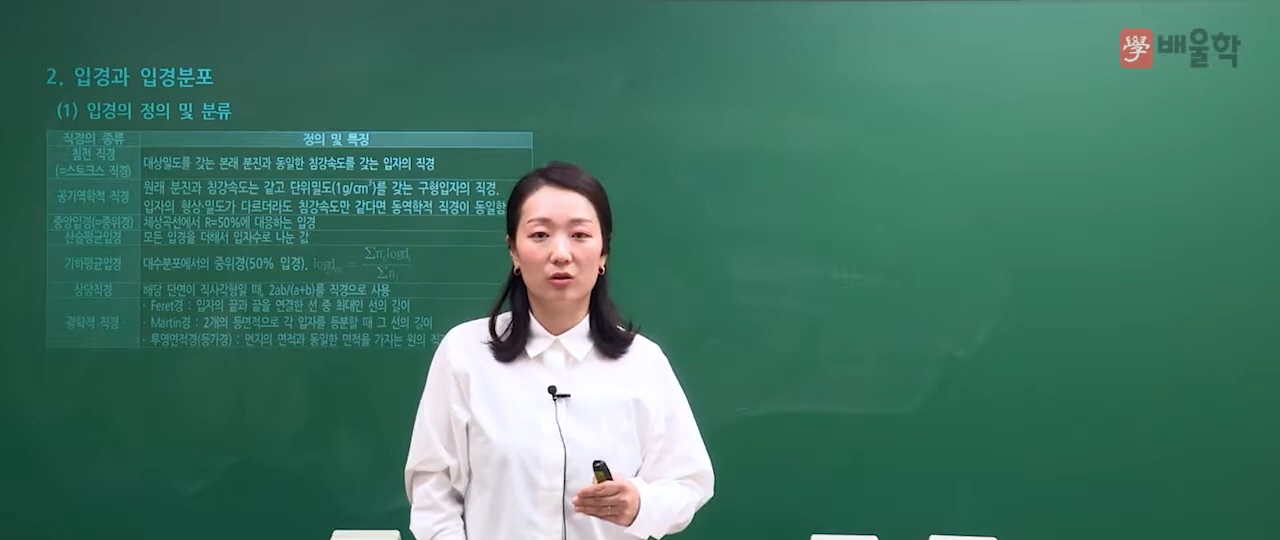 學 배울학
2. 입경과 입경분포
(1) 입경의 정의 및 분류
직경의 종류 정의 및 특징
침전 직경
(=스토크스 직경) 대상밀도를 갖는 본래 분진과 동일한 침강속도를 갖는 입자의 직경
공기역학적 직경 원래 분진과 침강속도는 같고 단위밀도(1g/cm³)를 갖는 구형입자의 직경.
입자의 형상·밀도가 다르더라도 침강속도만 같다면 동역학적 직경이 동일함
중앙입경(=중위경) 체상곡선에서 R=50%에 대응하는 입경
산술평균입경 모든 입경을 더해서 입자수로 나눈 값
기하평균입경 대수분포에서의 중위경(50% 입경).
상당직경 해당 단면이 직사각형일 때, 2ab/(a+b)를 직경으로 사용
광학적 직경 · Feret경 : 입자의 끝과 끝을 연결한 선 중 최대인 선의 길이
· Martin경 : 2개의 등면적으로 각 입자를 등분할 때 그 선의 길이
· 투영면적경(등가경) : 먼지의 면적과 동일한 면적을 가지는 원의